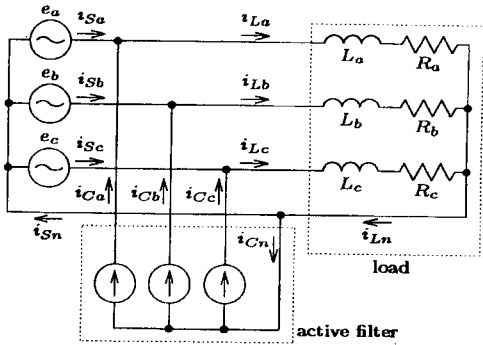 e_a i_Sa i_La
L_a R_a
e_b i_Sb i_Lb
L_b R_b
e_c i_Sc i_Lc
L_c R_c
i_Ca i_Cb i_Cc
i_Sn i_Cn i_Ln
load
active filter